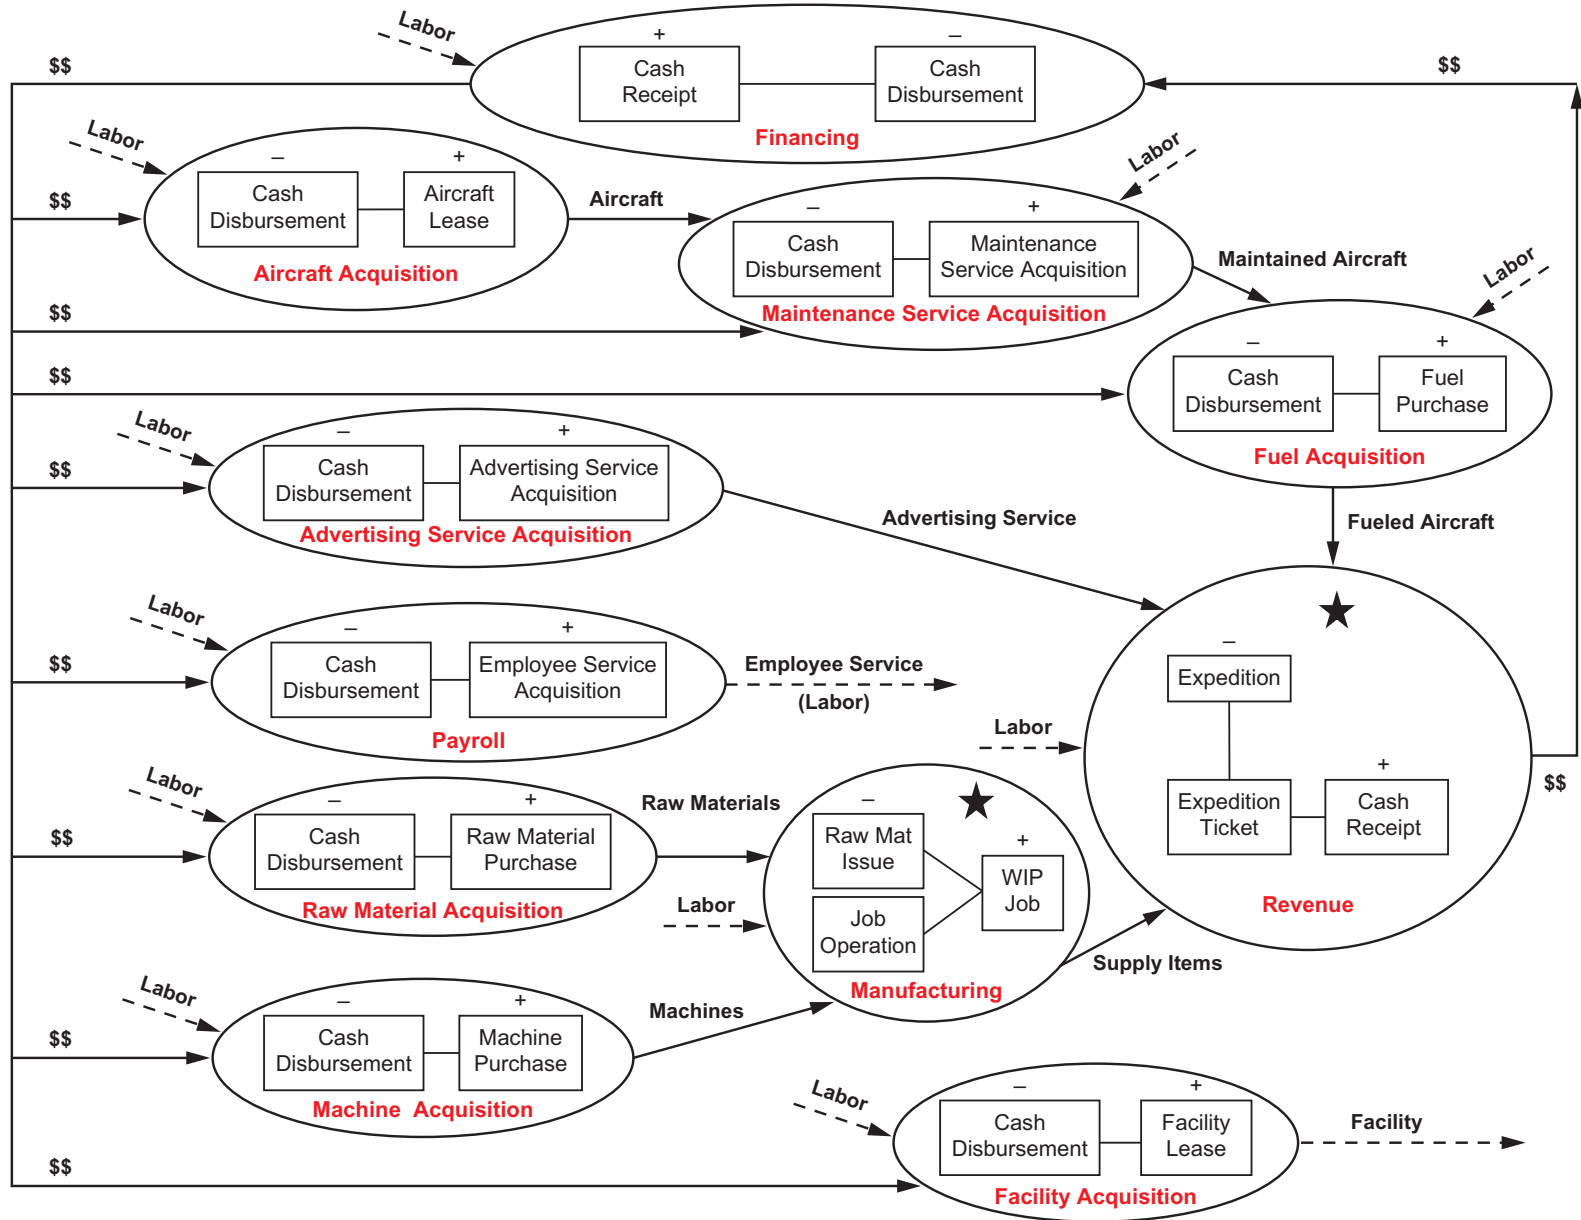 Labor
$$
+
–
Cash
Receipt
Cash
Disbursement
$$
Financing
Labor
$$
–
+
Cash
Disbursement
Aircraft
Lease
Aircraft Acquisition
Aircraft
Labor
–
+
Cash
Disbursement
Maintenance
Service Acquisition
Maintenance Service Acquisition
$$
Maintained Aircraft
Labor
$$
–
+
Cash
Disbursement
Fuel
Purchase
Fuel Acquisition
Fueled Aircraft
Labor
$$
–
+
Cash
Disbursement
Advertising Service
Acquisition
Advertising Service Acquisition
Advertising Service
Labor
$$
–
+
Cash
Disbursement
Employee Service
Acquisition
Payroll
Employee Service
(Labor)
Labor
★
–
Expedition
Expedition
Ticket
+
Cash
Receipt
Revenue
$$
Labor
$$
–
+
Cash
Disbursement
Raw Material
Purchase
Raw Material Acquisition
Raw Materials
Labor
★
–
Raw Mat
Issue
Job
Operation
+
WIP
Job
Manufacturing
Supply Items
Labor
$$
–
+
Cash
Disbursement
Machine
Purchase
Machine Acquisition
Machines
Labor
$$
–
+
Cash
Disbursement
Facility
Lease
Facility Acquisition
Facility